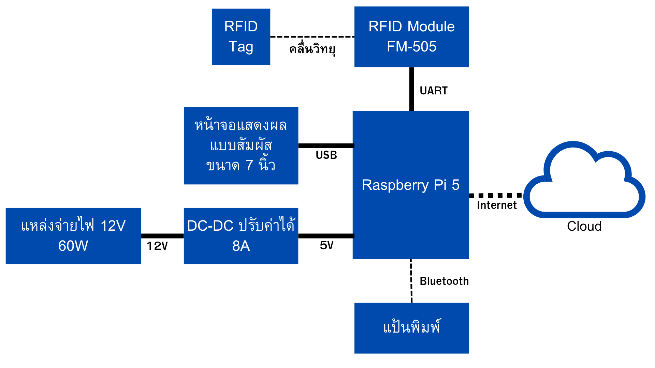 RFID
Tag
คลื่นวิทยุ
RFID Module
FM-505
UART
หน้าจอแสดงผล
แบบสัมผัส
ขนาด 7 นิ้ว
USB
Raspberry Pi 5
Internet
Cloud
แหล่งจ่ายไฟ 12V
60W
12V
DC-DC ปรับค่าได้
8A
5V
Bluetooth
แป้นพิมพ์